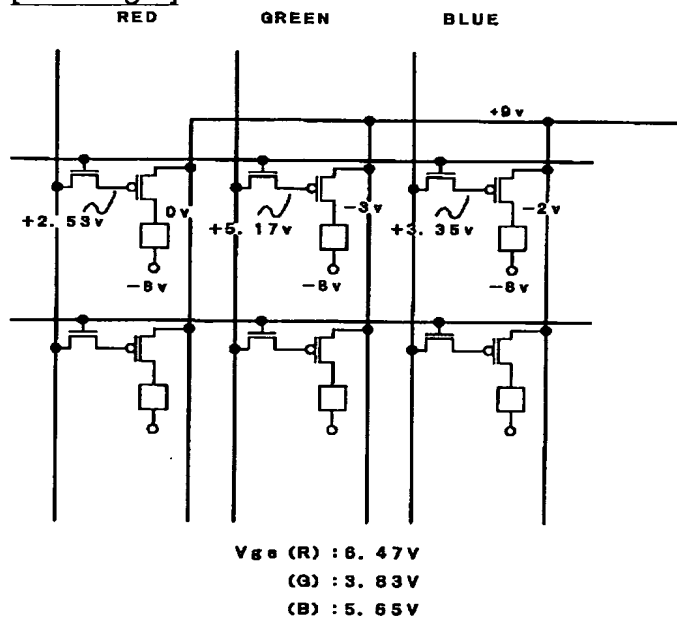 RED GREEN BLUE
+9v
+2. 53v 0v +5. 17v -3v +3. 35v -2v
-8v -8v -8v
Vgs (R) : 6. 47V
(G) : 3. 83V
(B) : 5. 65V